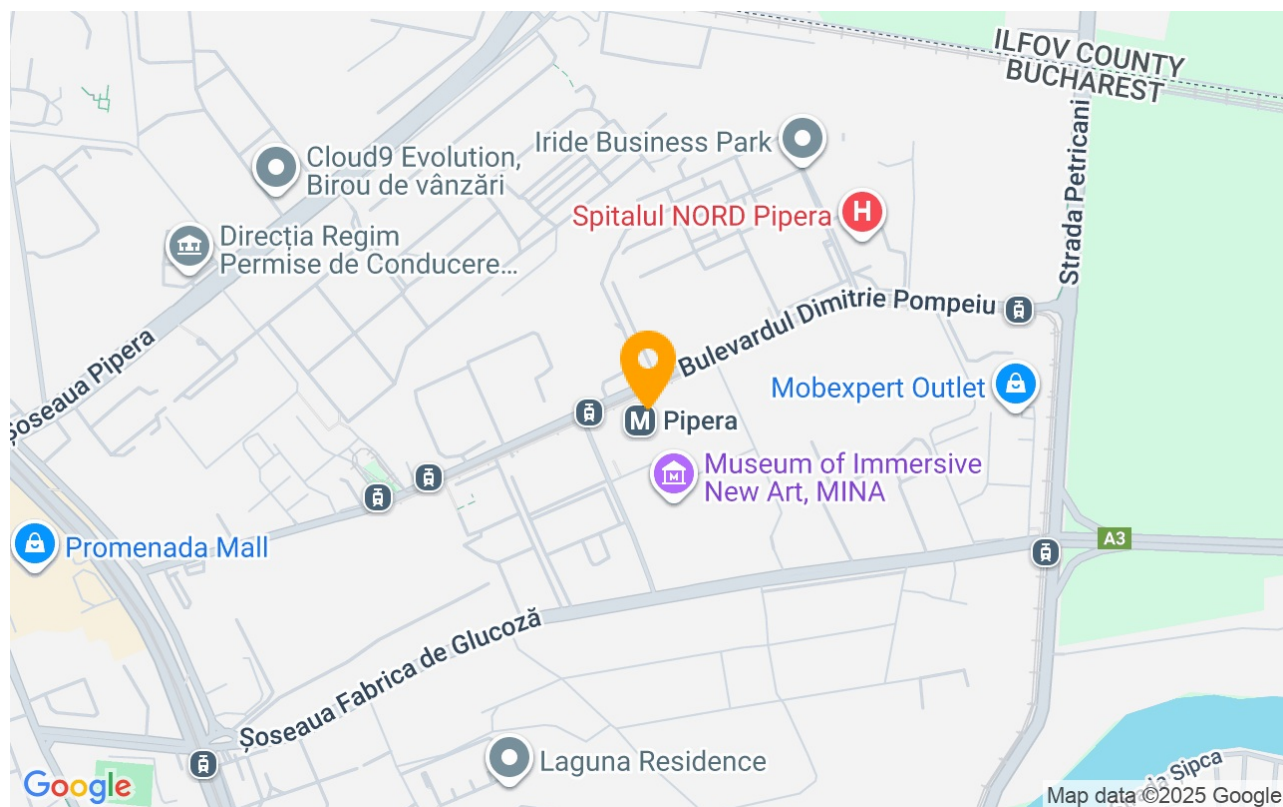 ILFOV COUNTY
BUCHAREST
Strada Petricani
Iride Business Park
Cloud9 Evolution,
Birou de vânzări
Spitalul NORD Pipera
H
Direcția Regim
Permise de Conducere...
Bulevardul Dimitrie Pompeiu
Șoseaua Pipera
Mobexpert Outlet
M Pipera
Museum of Immersive
New Art, MINA
M
Promenada Mall
A3
Șoseaua Fabrica de Glucoză
Laguna Residence
Strada Sipca
Google
Map data ©2025 Google